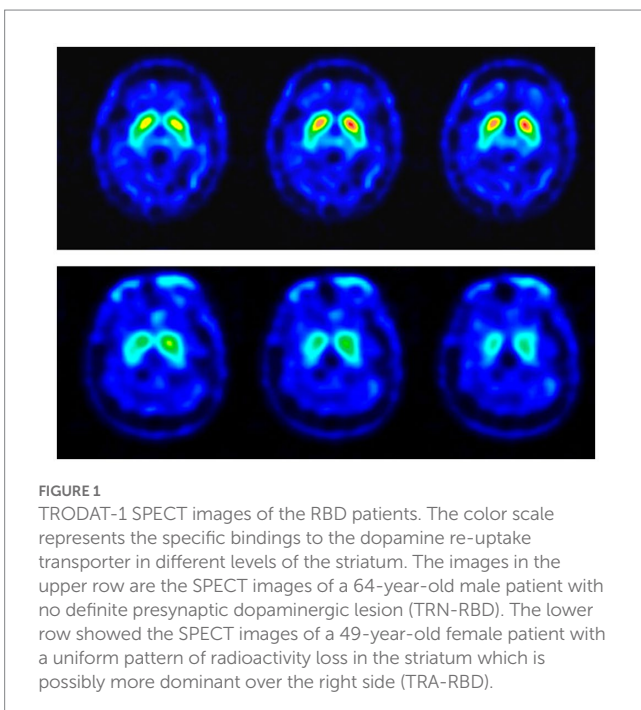 FIGURE 1
TRODAT-1 SPECT images of the RBD patients. The color scale
represents the specific bindings to the dopamine re-uptake
transporter in different levels of the striatum. The images in the
upper row are the SPECT images of a 64-year-old male patient with
no definite presynaptic dopaminergic lesion (TRN-RBD). The lower
row showed the SPECT images of a 49-year-old female patient with
a uniform pattern of radioactivity loss in the striatum which is
possibly more dominant over the right side (TRA-RBD).